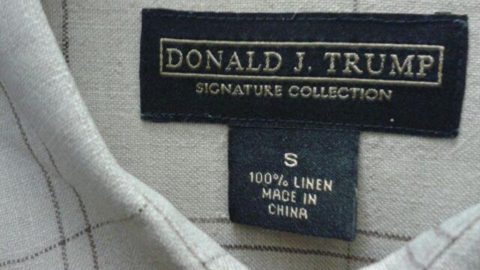 DONALD J. TRUMP
SIGNATURE COLLECTION
S
100% LINEN
MADE IN
CHINA